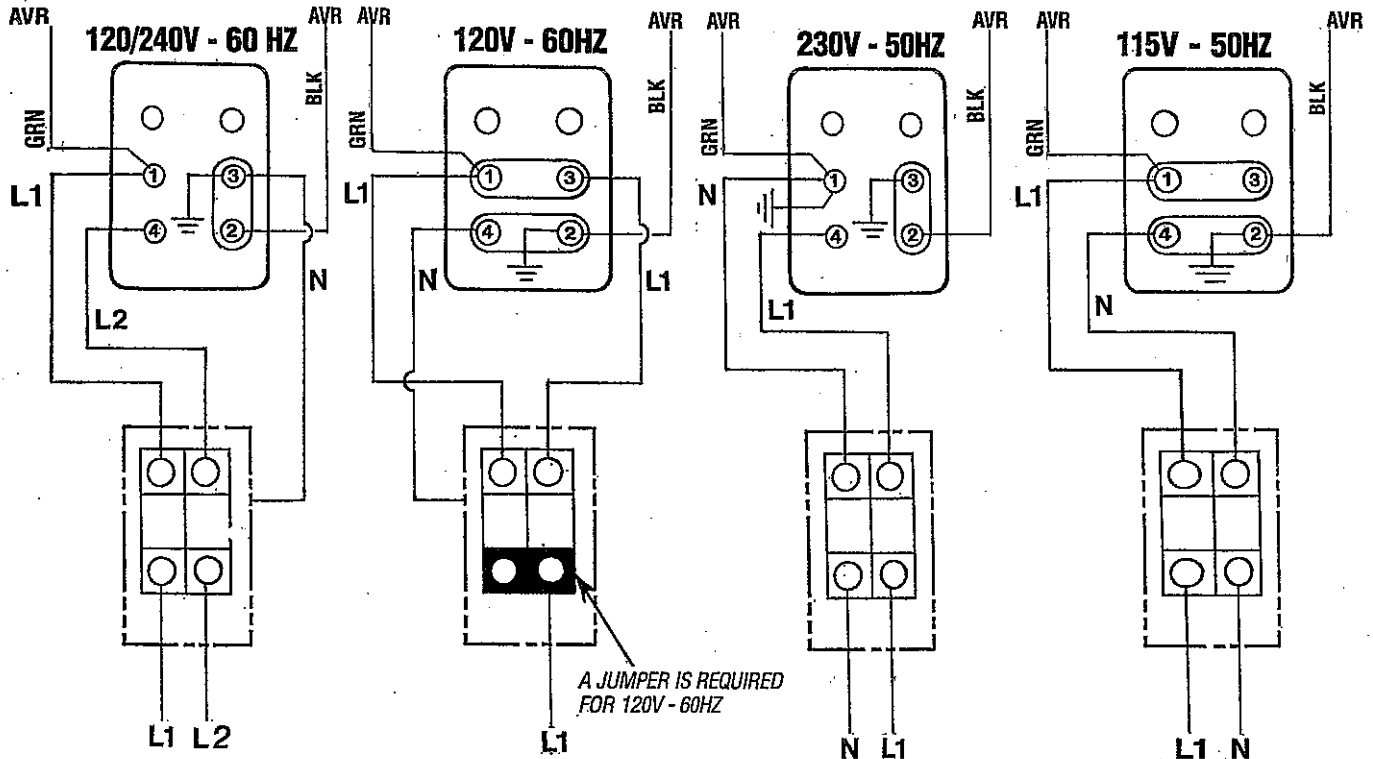 AVR AVR AVR AVR AVR AVR AVR AVR
120/240V - 60 HZ
GRN
BLK
1
3
4
2
L1
L2
N
L1 L2
120V - 60HZ
GRN
BLK
1
3
4
2
L1
N
L1
A JUMPER IS REQUIRED
FOR 120V - 60HZ
L1
230V - 50HZ
GRN
BLK
1
3
4
2
N
L1
N L1
115V - 50HZ
GRN
BLK
1
3
4
2
L1
N
L1 N